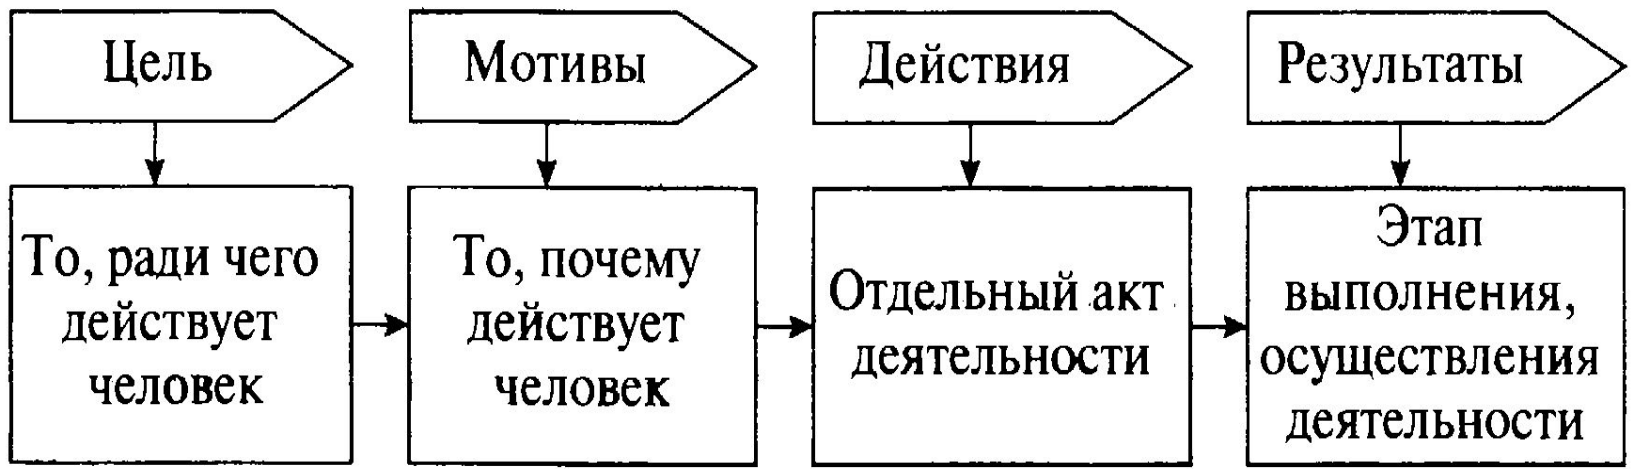 Цель
Мотивы
Действия
Результаты
То, ради чего
действует
человек
То, почему
действует
человек
Отдельный акт
деятельности
Этап
выполнения,
осуществления
деятельности